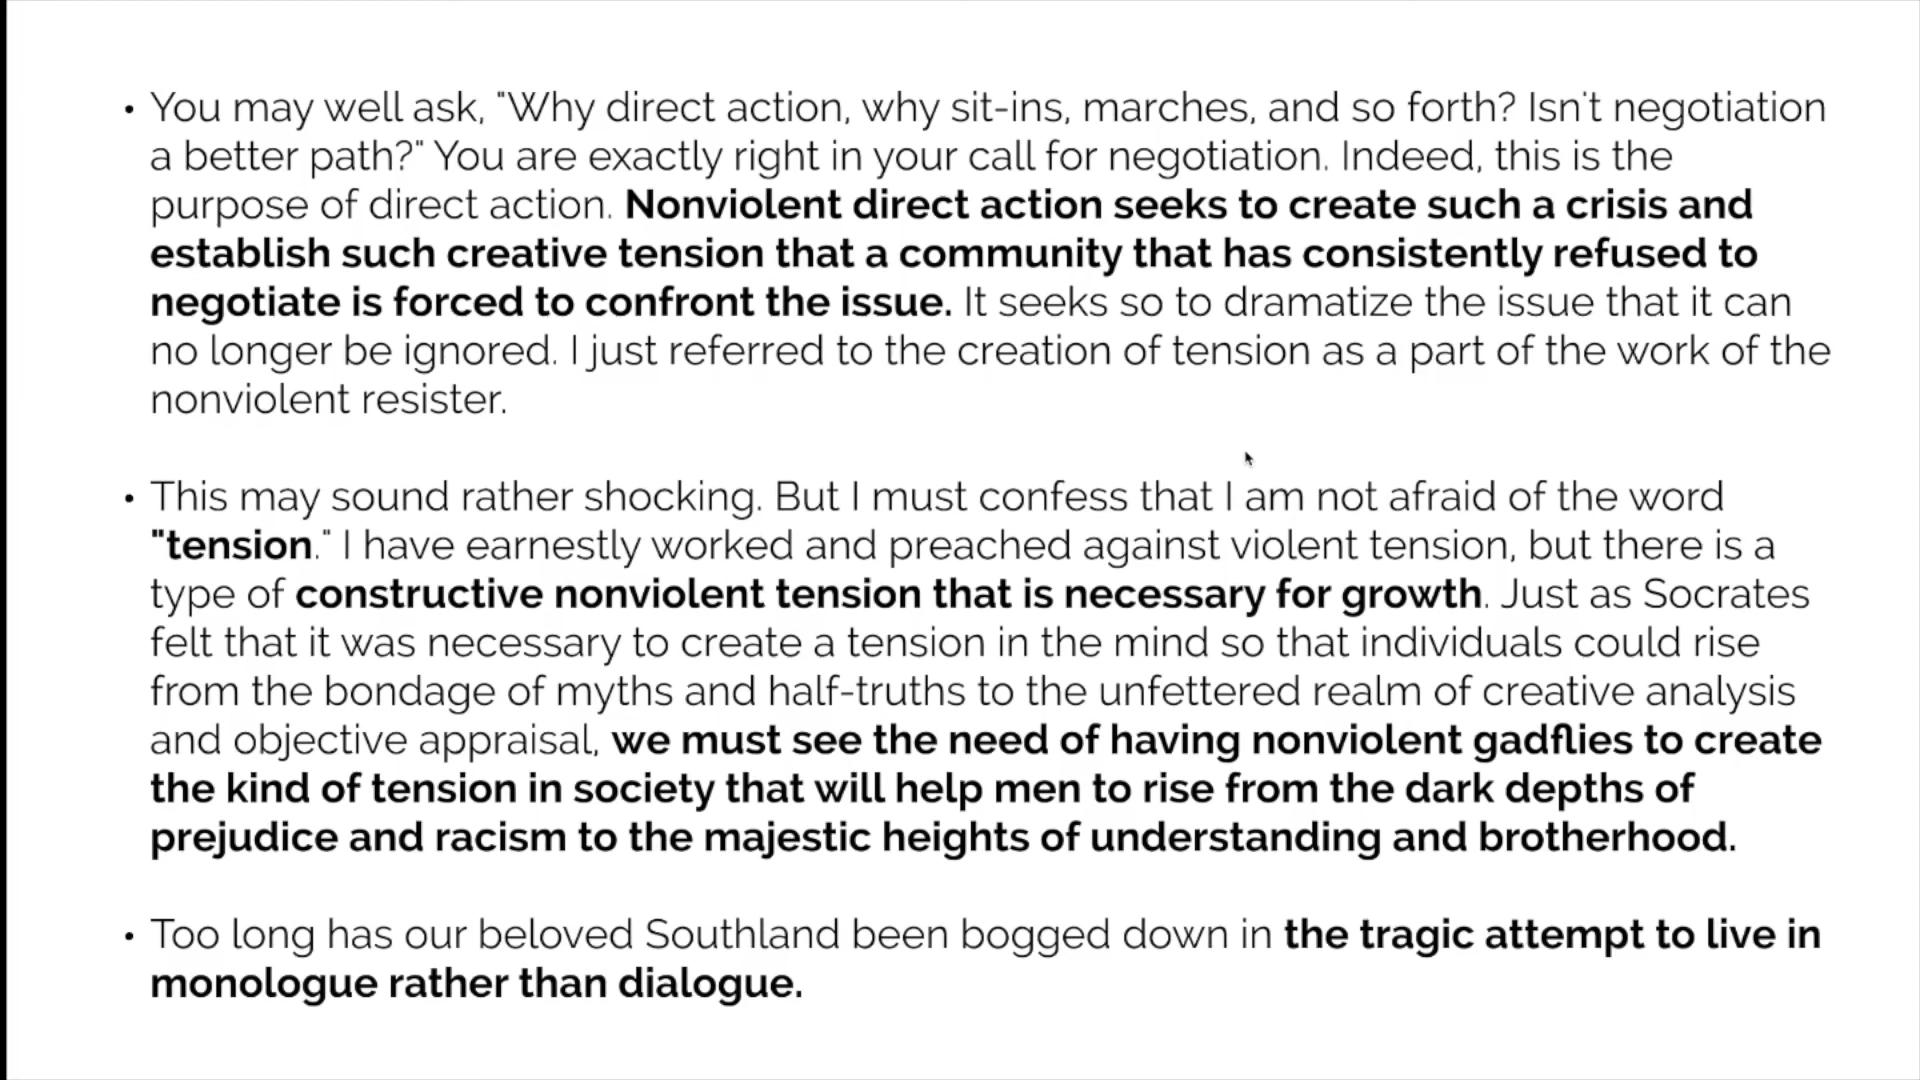 • You may well ask, "Why direct action, why sit-ins, marches, and so forth? Isn't negotiation
a better path?" You are exactly right in your call for negotiation. Indeed, this is the
purpose of direct action. Nonviolent direct action seeks to create such a crisis and
establish such creative tension that a community that has consistently refused to
negotiate is forced to confront the issue. It seeks so to dramatize the issue that it can
no longer be ignored. I just referred to the creation of tension as a part of the work of the
nonviolent resister.
• This may sound rather shocking. But I must confess that I am not afraid of the word
"tension." I have earnestly worked and preached against violent tension, but there is a
type of constructive nonviolent tension that is necessary for growth. Just as Socrates
felt that it was necessary to create a tension in the mind so that individuals could rise
from the bondage of myths and half-truths to the unfettered realm of creative analysis
and objective appraisal, we must see the need of having nonviolent gadflies to create
the kind of tension in society that will help men to rise from the dark depths of
prejudice and racism to the majestic heights of understanding and brotherhood.
• Too long has our beloved Southland been bogged down in the tragic attempt to live in
monologue rather than dialogue.